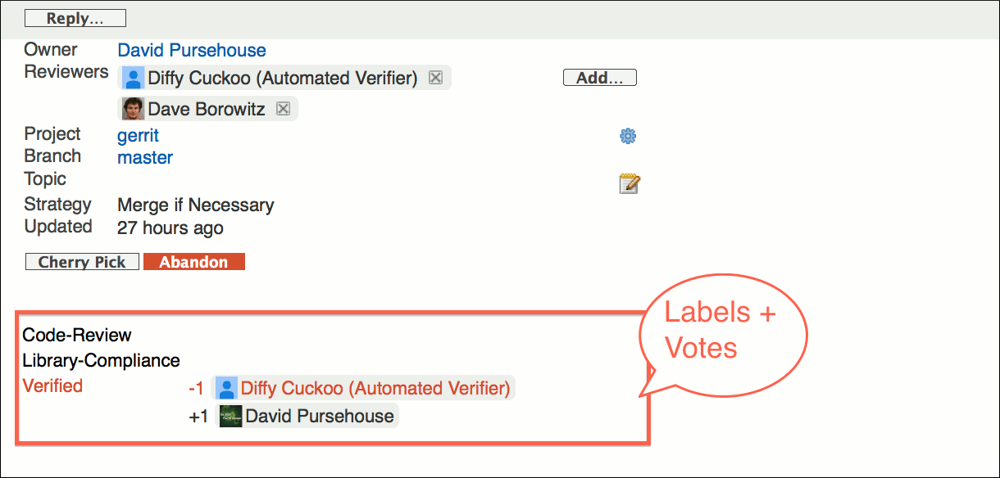 Reply...
Owner David Pursehouse
Reviewers Diffy Cuckoo (Automated Verifier) Add...
Dave Borowitz
Project gerrit
Branch master
Topic
Strategy Merge if Necessary
Updated 27 hours ago
Cherry Pick Abandon
Labels +
Votes
Code-Review
Library-Compliance
Verified -1 Diffy Cuckoo (Automated Verifier)
+1 David Pursehouse